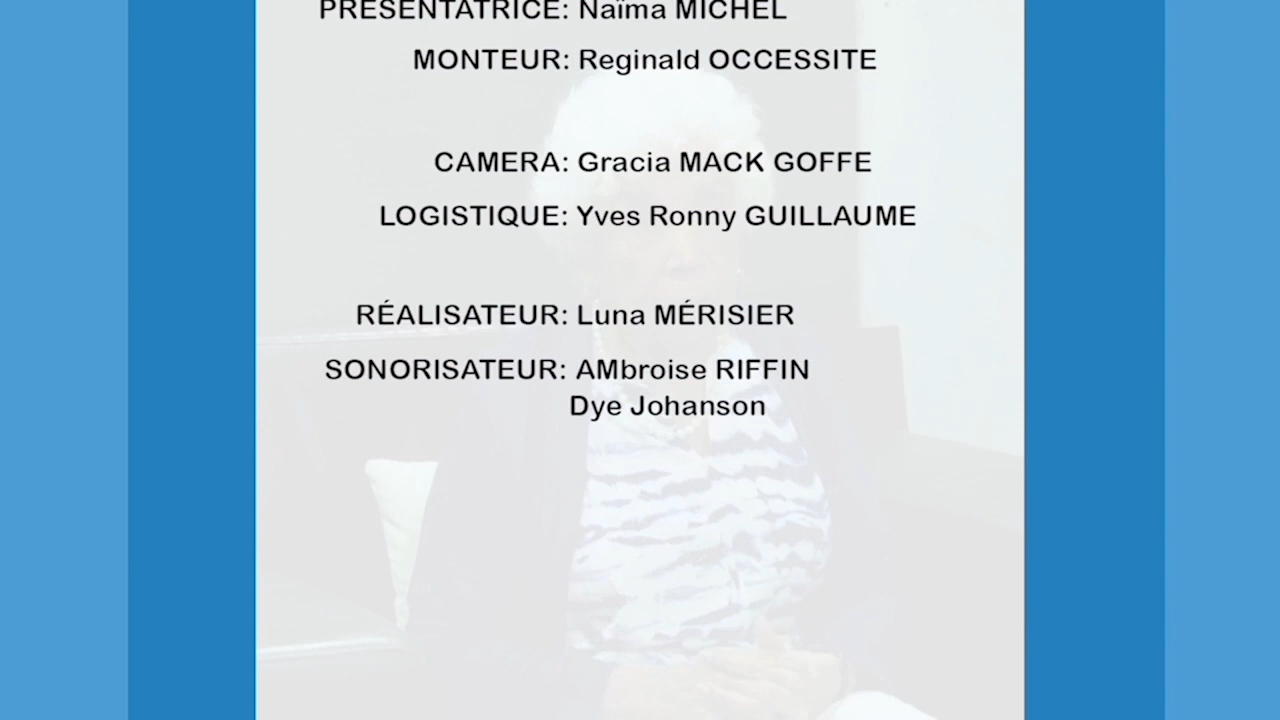 PRÉSENTATRICE: Naïma MICHEL
MONTEUR: Reginald OCCESSITE
CAMERA: Gracia MACK GOFFE
LOGISTIQUE: Yves Ronny GUILLAUME
RÉALISATEUR: Luna MÉRISIER
SONORISATEUR: AMbroise RIFFIN
Dye Johanson